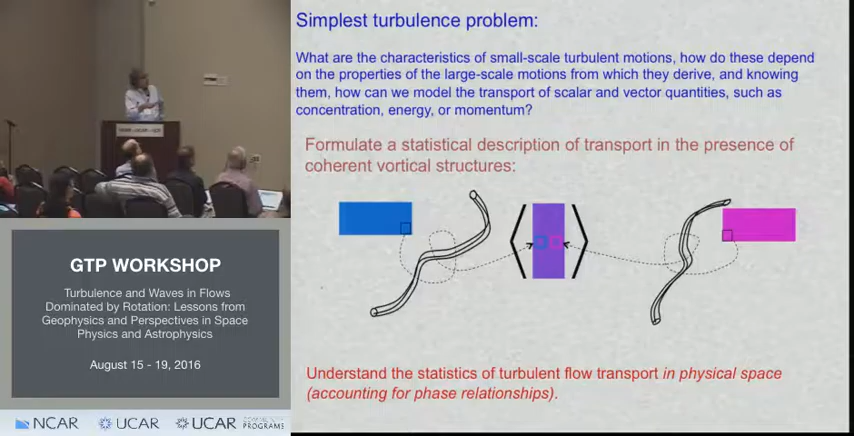 Simplest turbulence problem:
What are the characteristics of small-scale turbulent motions, how do these depend
on the properties of the large-scale motions from which they derive, and knowing
them, how can we model the transport of scalar and vector quantities, such as
concentration, energy, or momentum?
Formulate a statistical description of transport in the presence of
coherent vortical structures:
Understand the statistics of turbulent flow transport in physical space
(accounting for phase relationships).
GTP WORKSHOP
Turbulence and Waves in Flows
Dominated by Rotation: Lessons from
Geophysics and Perspectives in Space
Physics and Astrophysics
August 15 - 19, 2016
NCAR
UCAR
UCAR
PROGRAMS